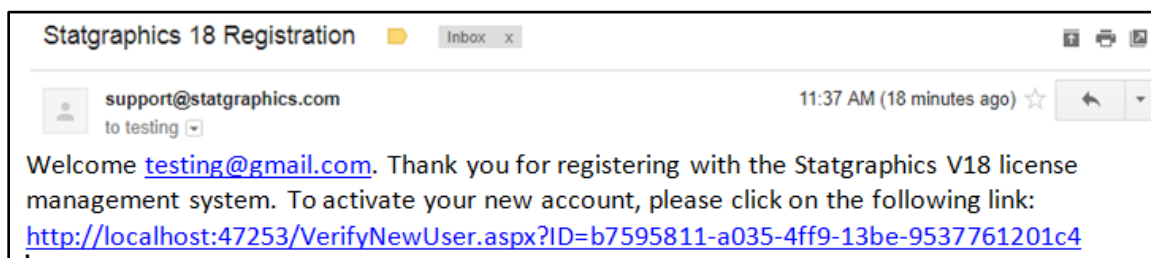 Statgraphics 18 Registration Inbox x
support@statgraphics.com 11:37 AM (18 minutes ago)
to testing
Welcome testing@gmail.com. Thank you for registering with the Statgraphics V18 license
management system. To activate your new account, please click on the following link:
http://localhost:47253/VerifyNewUser.aspx?ID=b7595811-a035-4ff9-13be-9537761201c4